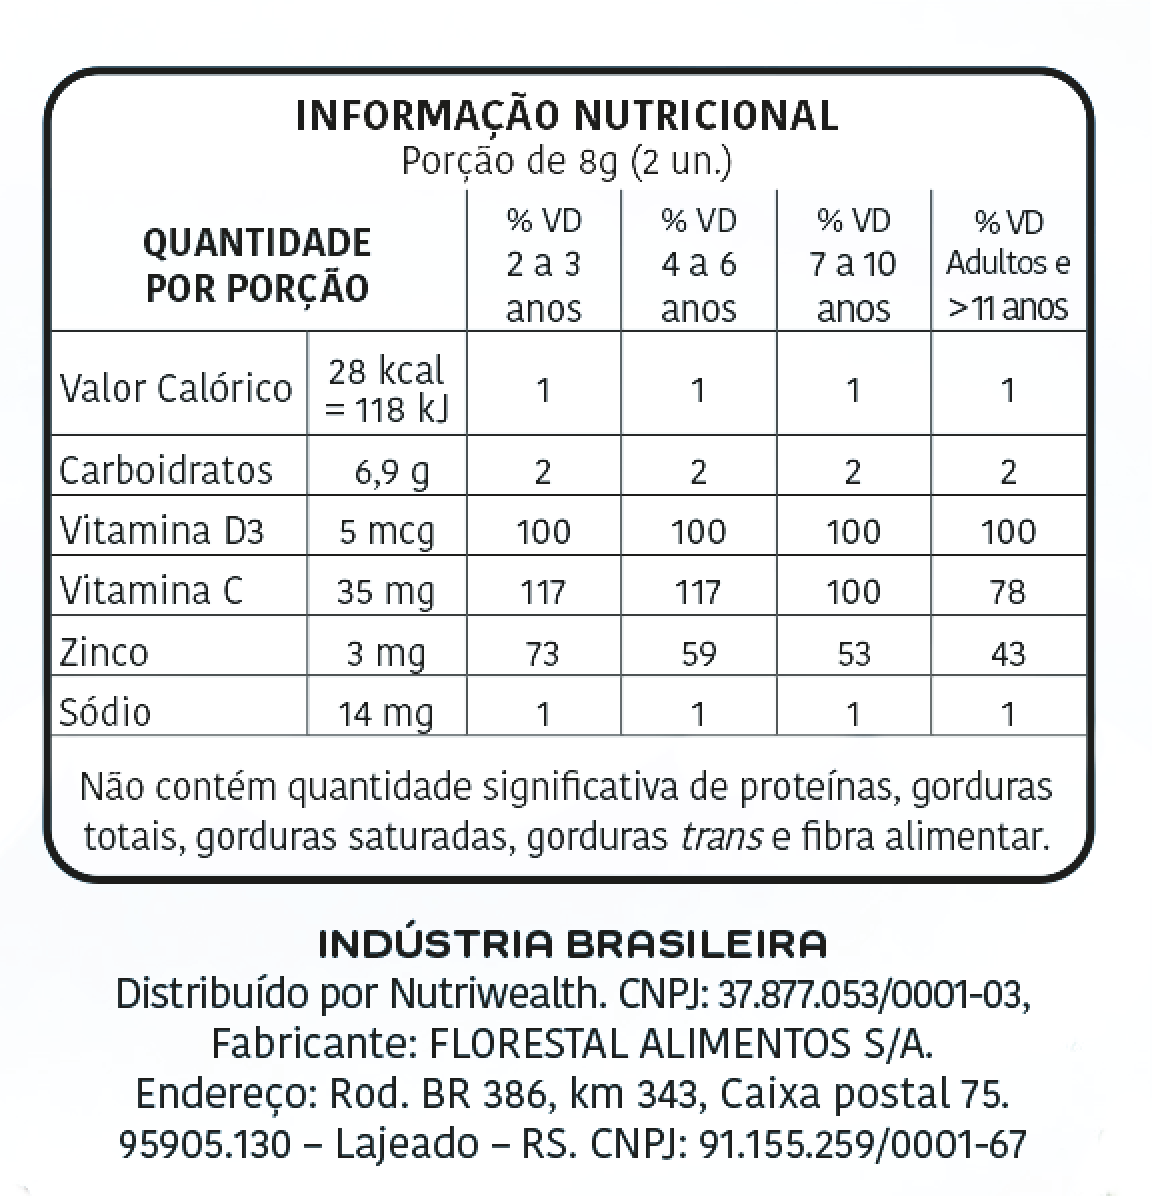 INFORMAÇÃO NUTRICIONAL
Porção de 8g (2 un.)
QUANTIDADE
POR PORÇÃO
% VD
2 a 3
anos
% VD
4 a 6
anos
% VD
7 a 10
anos
% VD
Adultos e
>11 anos
Valor Calórico 28 kcal = 118 kJ 1 1 1 1
Carboidratos 6,9 g 2 2 2 2
Vitamina D3 5 mcg 100 100 100 100
Vitamina C 35 mg 117 117 100 78
Zinco 3 mg 73 59 53 43
Sódio 14 mg 1 1 1 1
Não contém quantidade significativa de proteínas, gorduras
totais, gorduras saturadas, gorduras trans e fibra alimentar.
INDÚSTRIA BRASILEIRA
Distribuído por Nutriwealth. CNPJ: 37.877.053/0001-03,
Fabricante: FLORESTAL ALIMENTOS S/A.
Endereço: Rod. BR 386, km 343, Caixa postal 75.
95905.130 – Lajeado – RS. CNPJ: 91.155.259/0001-67